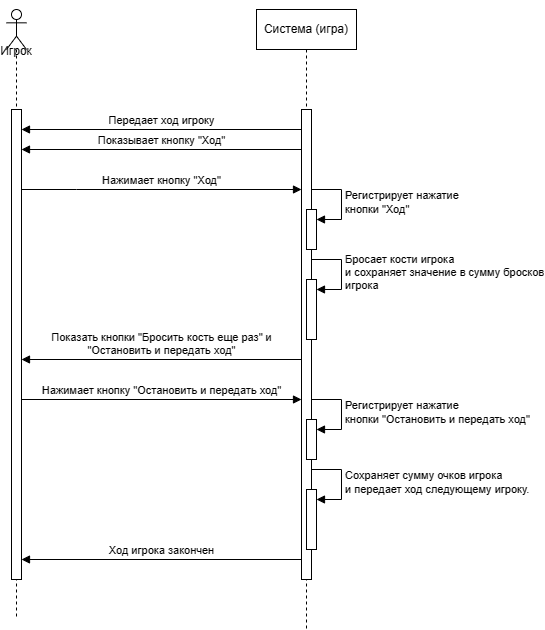 Игрок
Система (игра)
Передает ход игроку
Показывает кнопку "Ход"
Нажимает кнопку "Ход"
Регистрирует нажатие
кнопки "Ход"
Бросает кости игрока
и сохраняет значение в сумму бросков
игрока
Показать кнопки "Бросить кость еще раз" и
"Остановить и передать ход"
Нажимает кнопку "Остановить и передать ход"
Регистрирует нажатие
кнопки "Остановить и передать ход"
Сохраняет сумму очков игрока
и передает ход следующему игроку.
Ход игрока закончен